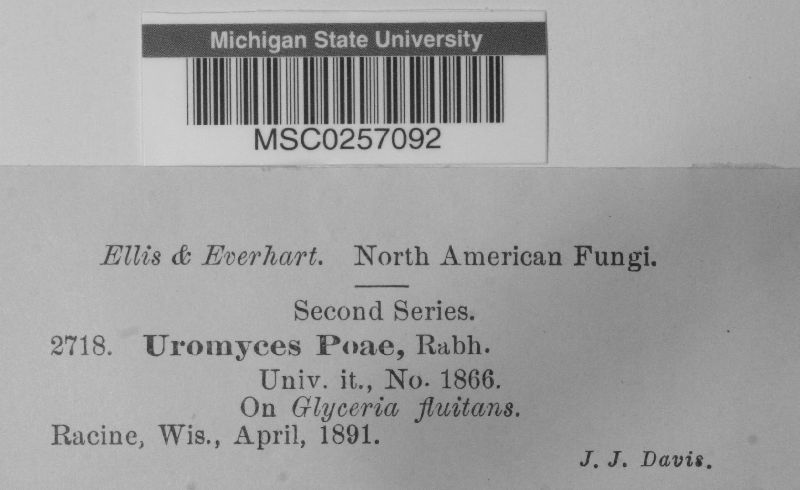 Michigan State University
MSC0257092
Ellis & Everhart. North American Fungi.
Second Series.
2718. Uromyces Poae, Rabh.
Univ. it., No. 1866.
On Glyceria fluitans.
Racine, Wis., April, 1891.
J. J. Davis.